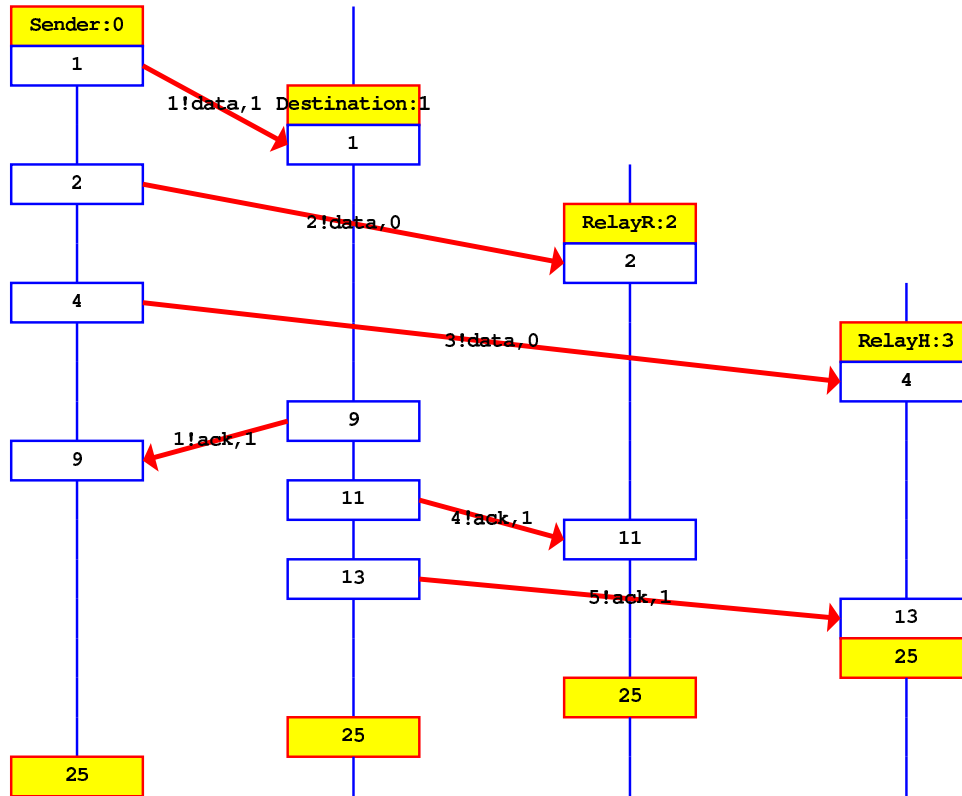 Sender:0
1
1!data,1
Destination:1
1
2
2!data,0
RelayR:2
2
4
3!data,0
RelayH:3
4
9
1!ack,1
9
11
4!ack,1
11
13
5!ack,1
13
25
25
25
25